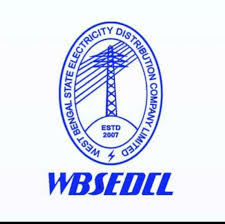 WEST BENGAL STATE ELECTRICITY DISTRIBUTION COMPANY LIMITED
ESTD
2007
WBSEDCL